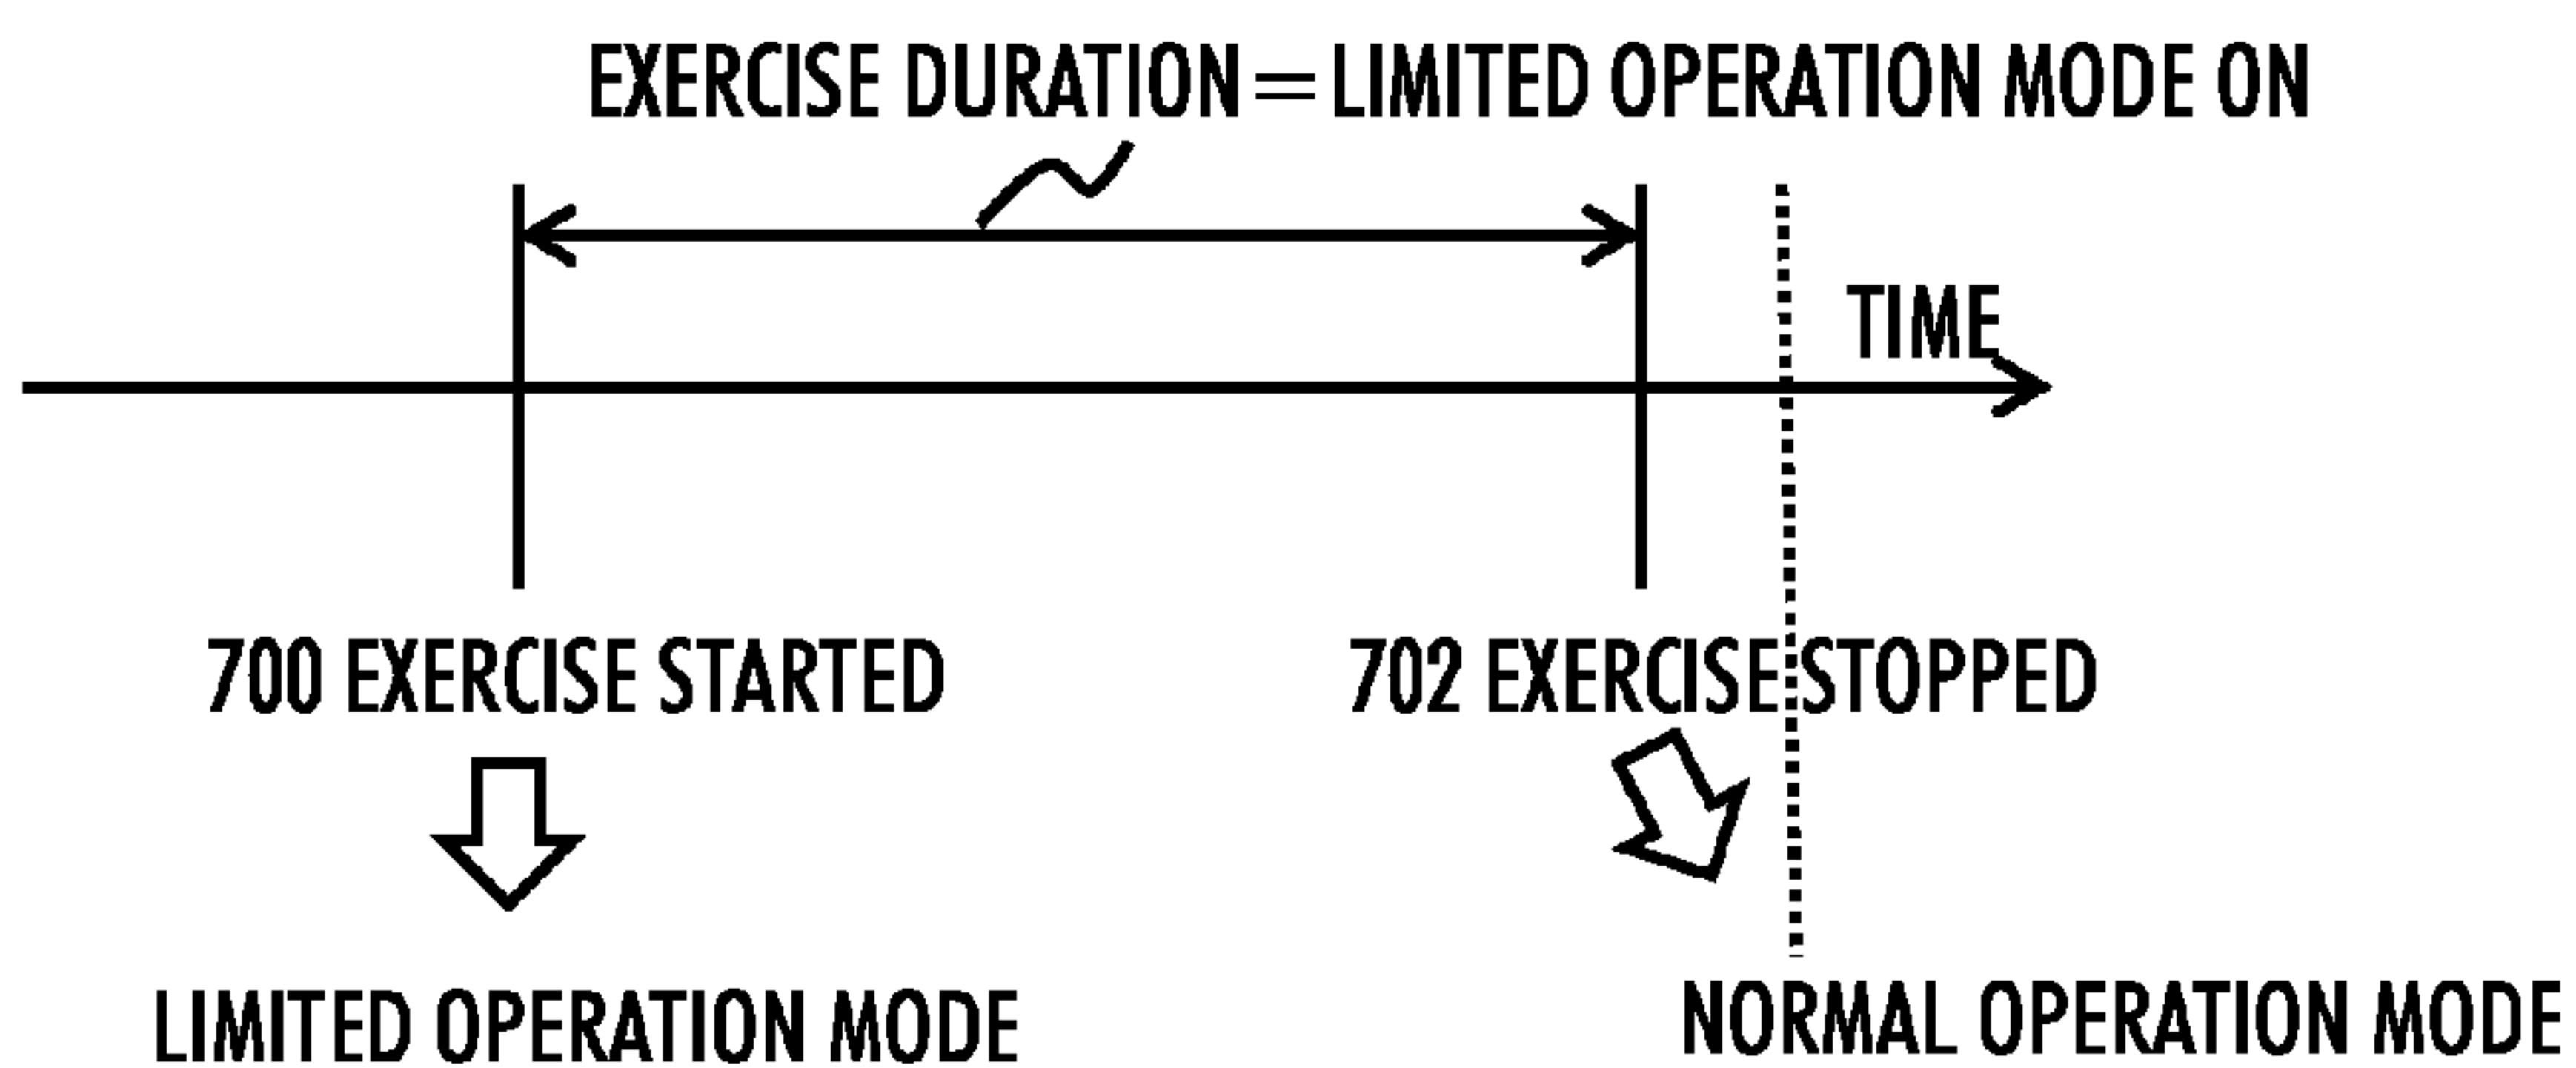 EXERCISE DURATION=LIMITED OPERATION MODE ON
TIME
700 EXERCISE STARTED
702 EXERCISE STOPPED
LIMITED OPERATION MODE
NORMAL OPERATION MODE